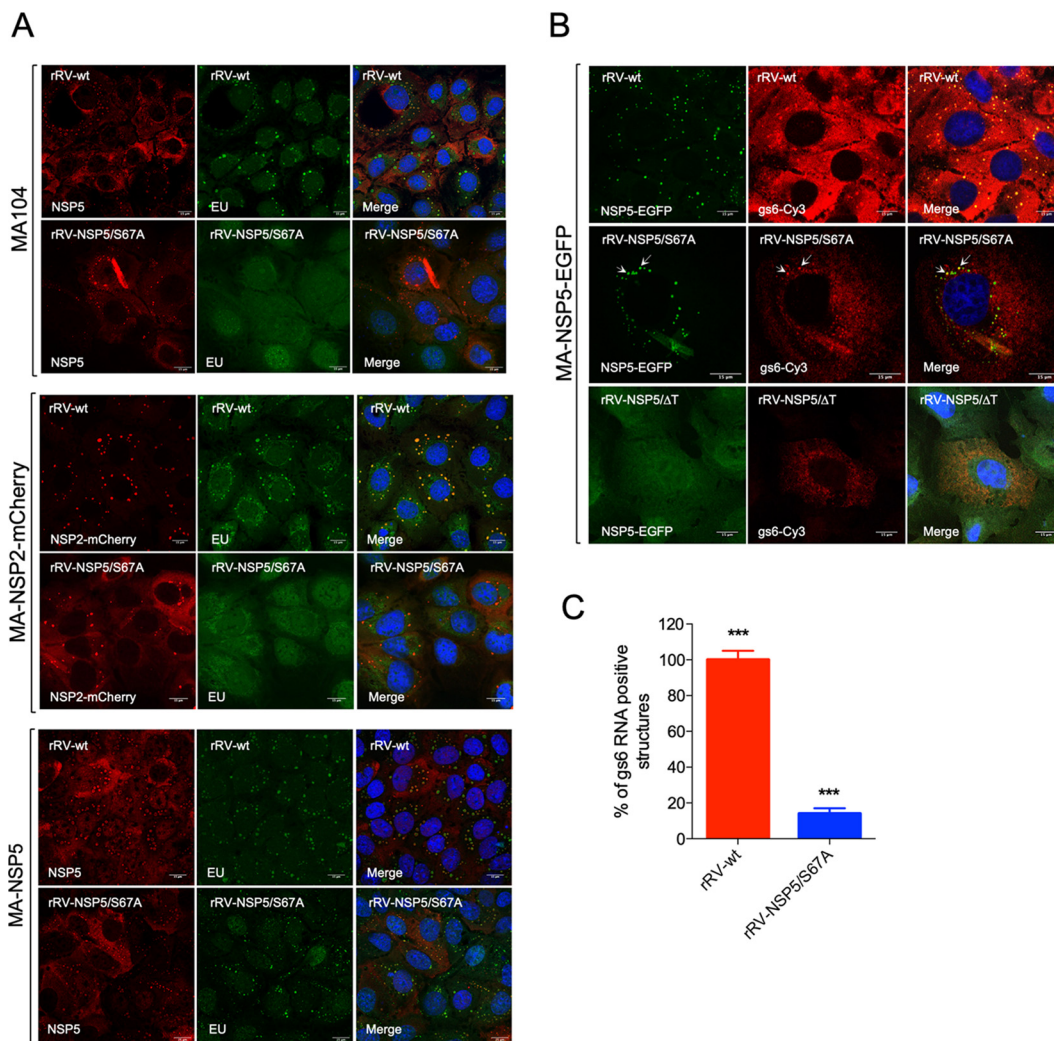 A
MA104
rRV-wt
rRV-wt
rRV-wt
NSP5
EU
Merge
rRV-NSP5/S67A
rRV-NSP5/S67A
rRV-NSP5/S67A
NSP5
EU
Merge
MA-NSP2-mCherry
rRV-wt
rRV-wt
rRV-wt
NSP2-mCherry
EU
Merge
rRV-NSP5/S67A
rRV-NSP5/S67A
rRV-NSP5/S67A
NSP2-mCherry
EU
Merge
MA-NSP5
rRV-wt
rRV-wt
rRV-wt
NSP5
EU
Merge
rRV-NSP5/S67A
rRV-NSP5/S67A
rRV-NSP5/S67A
NSP5
EU
Merge
B
MA-NSP5-EGFP
rRV-wt
rRV-wt
rRV-wt
NSP5-EGFP
gs6-Cy3
Merge
rRV-NSP5/S67A
rRV-NSP5/S67A
rRV-NSP5/S67A
NSP5-EGFP
gs6-Cy3
Merge
15 µm
15 µm
15 µm
rRV-NSP5/ΔT
rRV-NSP5/ΔT
rRV-NSP5/ΔT
NSP5-EGFP
gs6-Cy3
Merge
C
% of gs6 RNA positive
structures
120
100
80
60
40
20
0
***
***
rRV-wt
rRV-NSP5/S67A